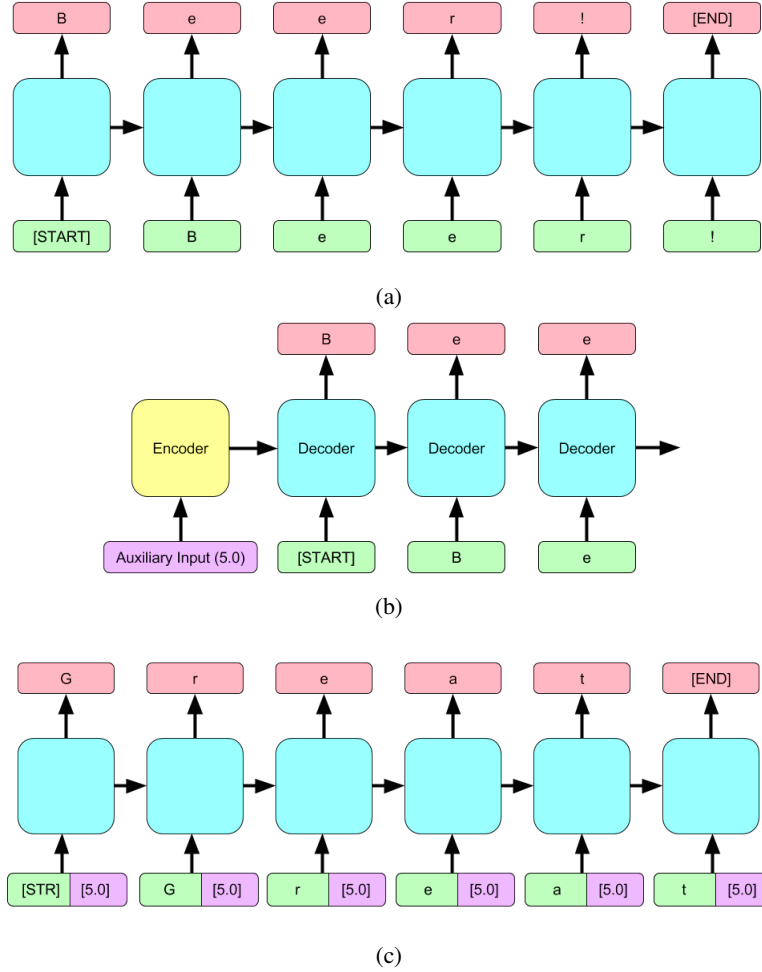 B e e r ! [END]
[START] B e e r !
(a)
B e e
Encoder Decoder Decoder Decoder
Auxiliary Input (5.0) [START] B e
(b)
G r e a t [END]
[STR] [5.0] G [5.0] r [5.0] e [5.0] a [5.0] t [5.0]
(c)